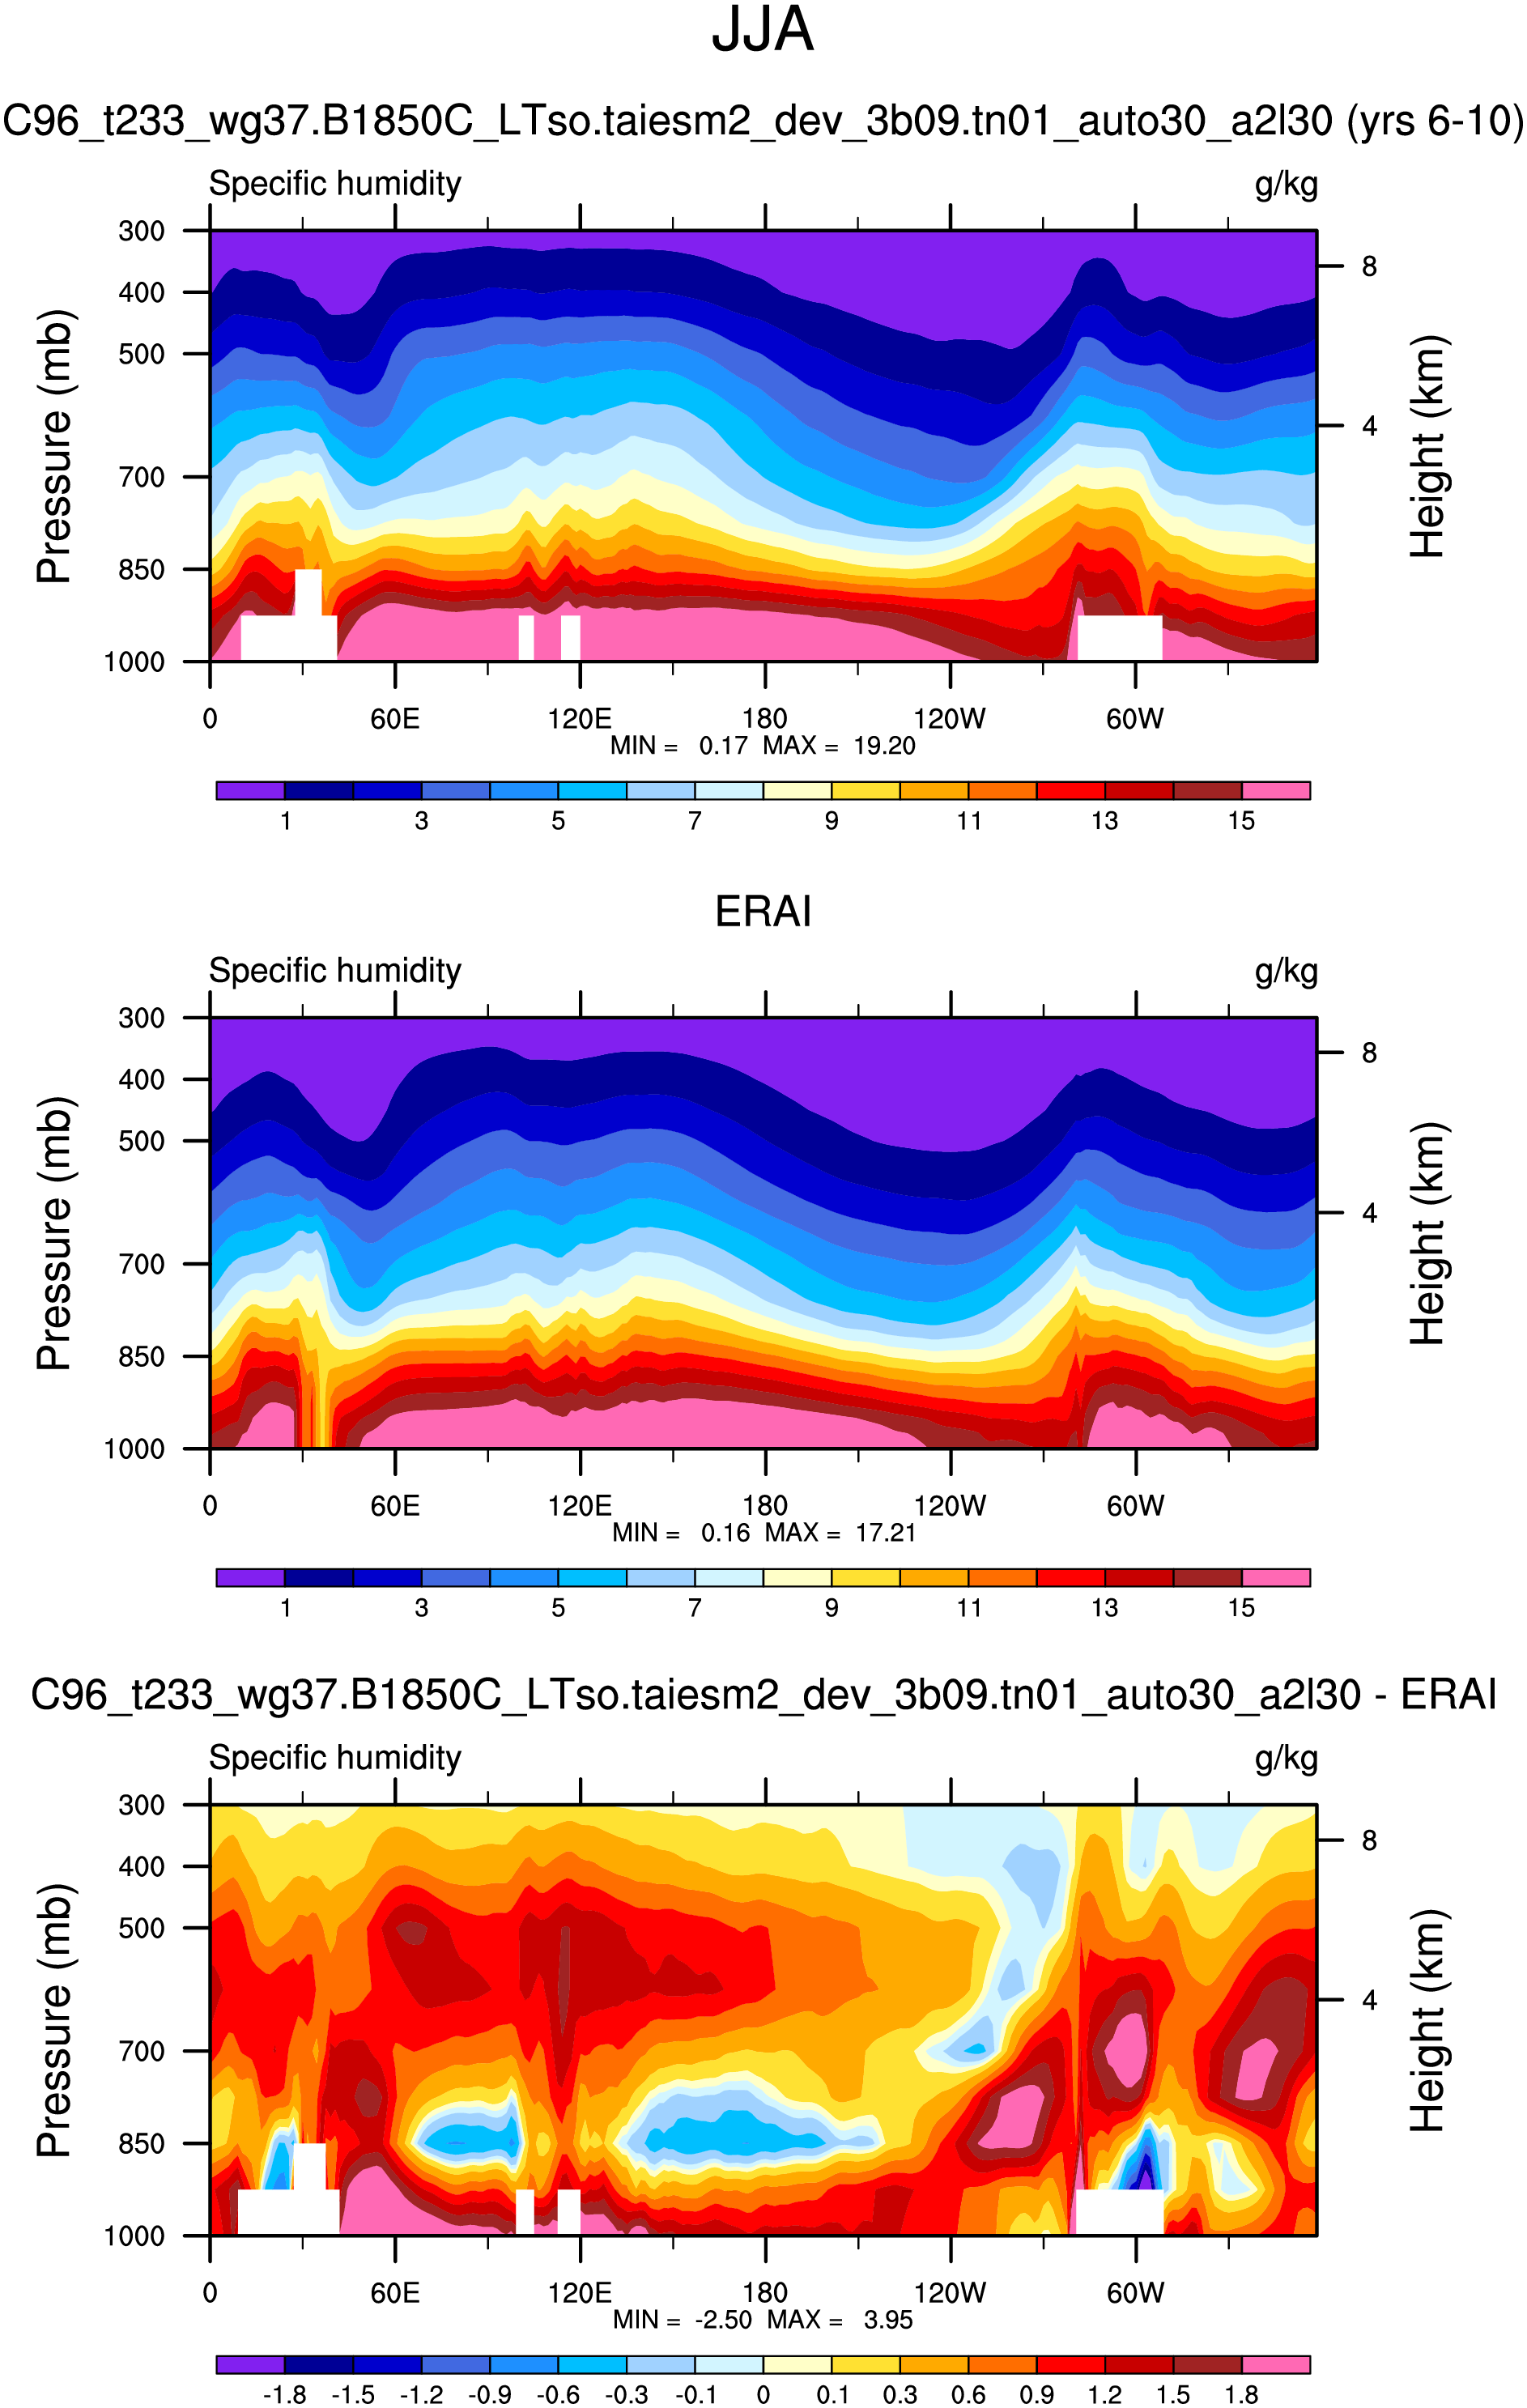 JJA
C96_t233_wg37.B1850C_LTso.taiesm2_dev_3b09.tn01_auto30_a2l30 (yrs 6-10)
Specific humidity g/kg
Pressure (mb)
300
400
500
700
850
1000
8
4
Height (km)
0 60E 120E 180 120W 60W
MIN = 0.17 MAX = 19.20
1 3 5 7 9 11 13 15
ERAI
Specific humidity g/kg
Pressure (mb)
300
400
500
700
850
1000
8
4
Height (km)
0 60E 120E 180 120W 60W
MIN = 0.16 MAX = 17.21
1 3 5 7 9 11 13 15
C96_t233_wg37.B1850C_LTso.taiesm2_dev_3b09.tn01_auto30_a2l30 - ERAI
Specific humidity g/kg
Pressure (mb)
300
400
500
700
850
1000
8
4
Height (km)
0 60E 120E 180 120W 60W
MIN = -2.50 MAX = 3.95
-1.8 -1.5 -1.2 -0.9 -0.6 -0.3 -0.1 0 0.1 0.3 0.6 0.9 1.2 1.5 1.8